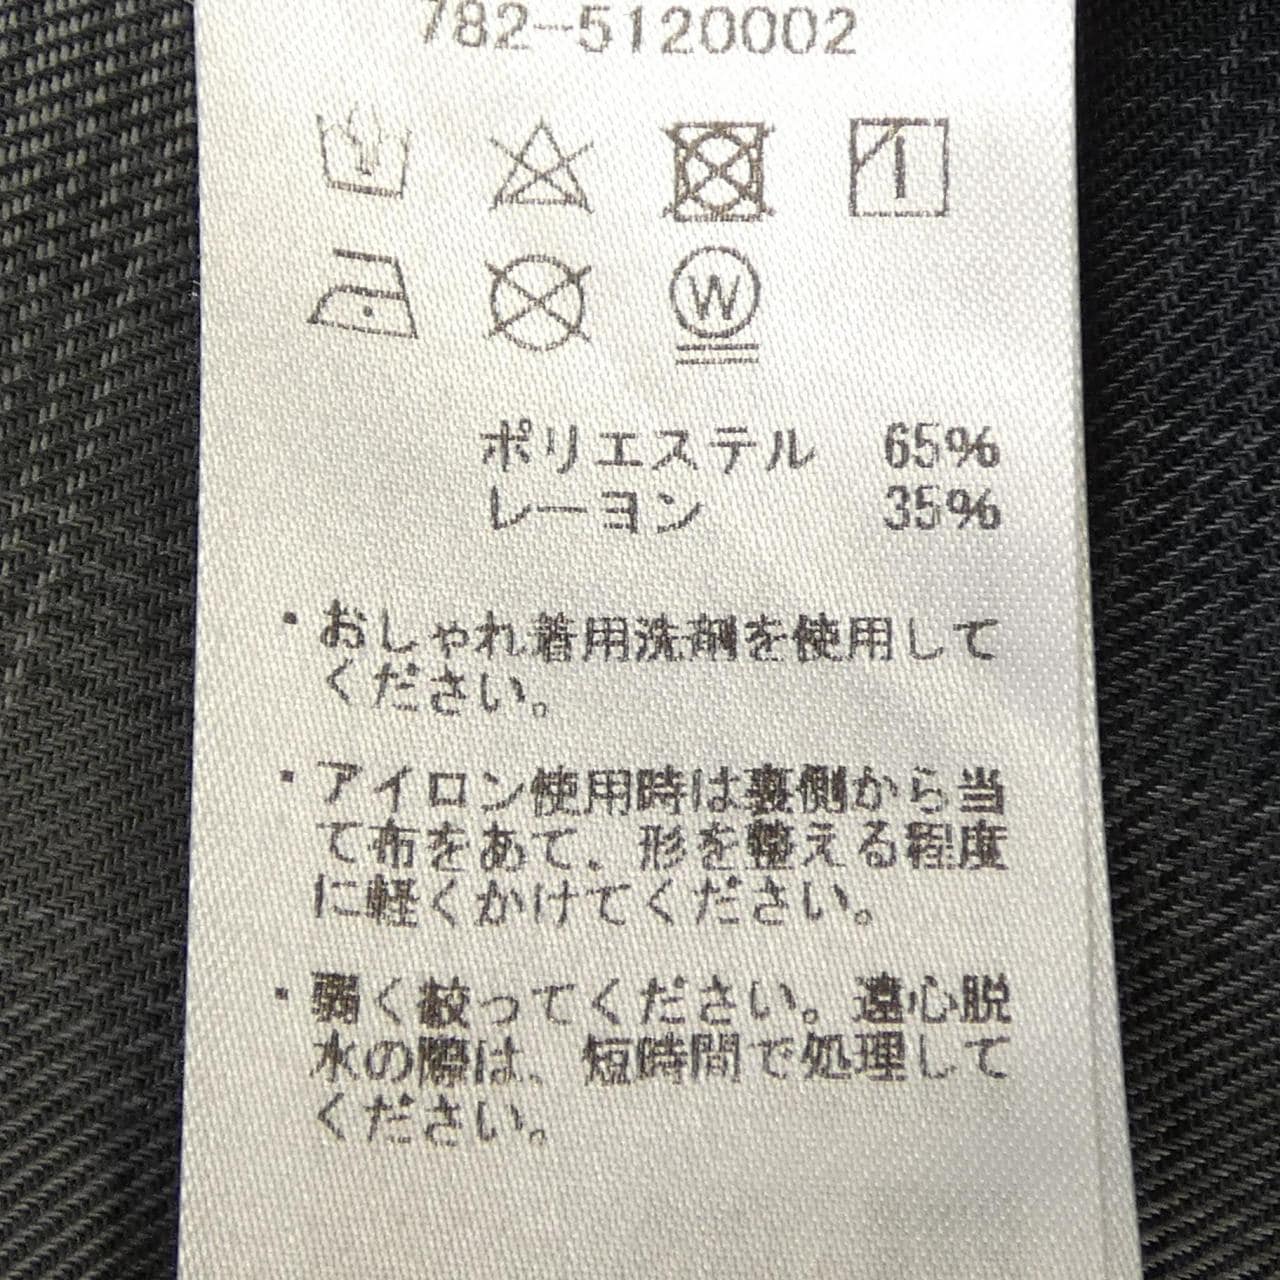 782-5120002
W
ポリエステル 65%
レーヨン 35%
・おしゃれ着用洗剤を使用して
ください。
・アイロン使用時は裏側から当
て布をあて、形を整える程度
に軽くかけてください。
・弱く絞ってください。遠心脱
水の際は、短時間で処理して
ください。